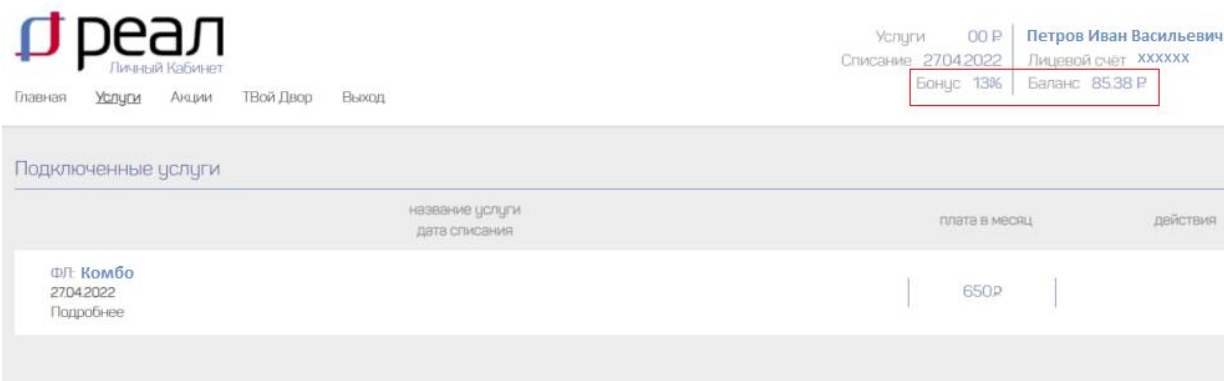 реал
Личный Кабинет
Главная Услуги Акции ТВой Двор Выход
Услуги 00 ₽ Петров Иван Васильевич
Списание 27.04.2022 Лицевой счёт XXXXXX
Бонус 13% Баланс 85.38 ₽
Подключенные услуги
название услуги
дата списания
плата в месяц
действия
ФЛ: Комбо
27.04.2022
Подробнее
650₽